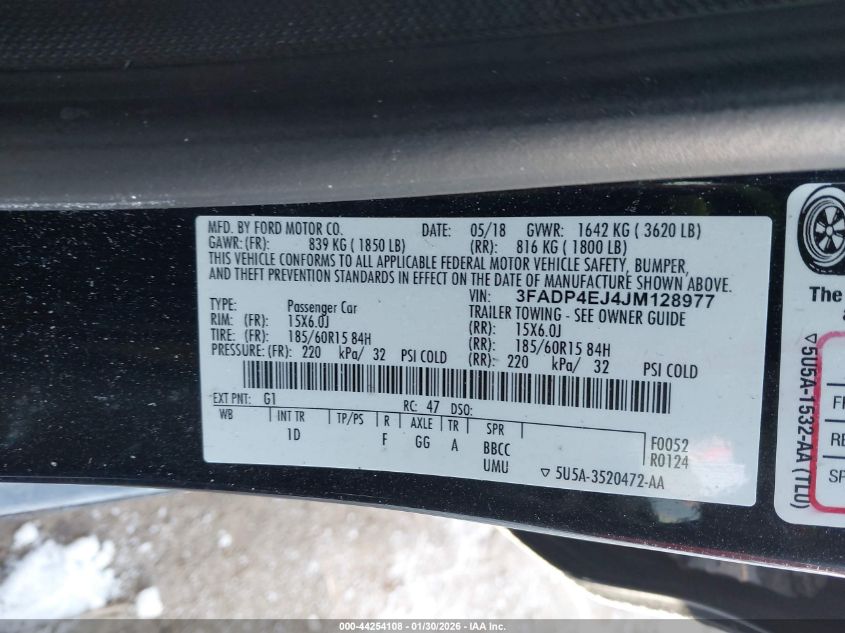 MFD. BY FORD MOTOR CO. DATE: 05/18 GVWR: 1642 KG ( 3620 LB)
GAWR:(FR): 839 KG ( 1850 LB) (RR): 816 KG ( 1800 LB)
THIS VEHICLE CONFORMS TO ALL APPLICABLE FEDERAL MOTOR VEHICLE SAFETY, BUMPER,
AND THEFT PREVENTION STANDARDS IN EFFECT ON THE DATE OF MANUFACTURE SHOWN ABOVE.
VIN: 3FADP4EJ4JM128977
TYPE: Passenger Car TRAILER TOWING - SEE OWNER GUIDE
RIM: (FR): 15X6.0J (RR): 15X6.0J
TIRE: (FR): 185/60R15 84H (RR): 185/60R15 84H
PRESSURE: (FR): 220 kPa/ 32 PSI COLD (RR): 220 kPa/ 32 PSI COLD
EXT PNT: G1 RC: 47 DSO:
WB INT TR TP/PS R AXLE TR SPR
1D F GG A BBCC
UMU
F0052
R0124
▽ 5U5A-3520472-AA
The
▽5U5A-1532-AA (TL0)
SP
000-44254108 - 01/30/2026 - IAA Inc.